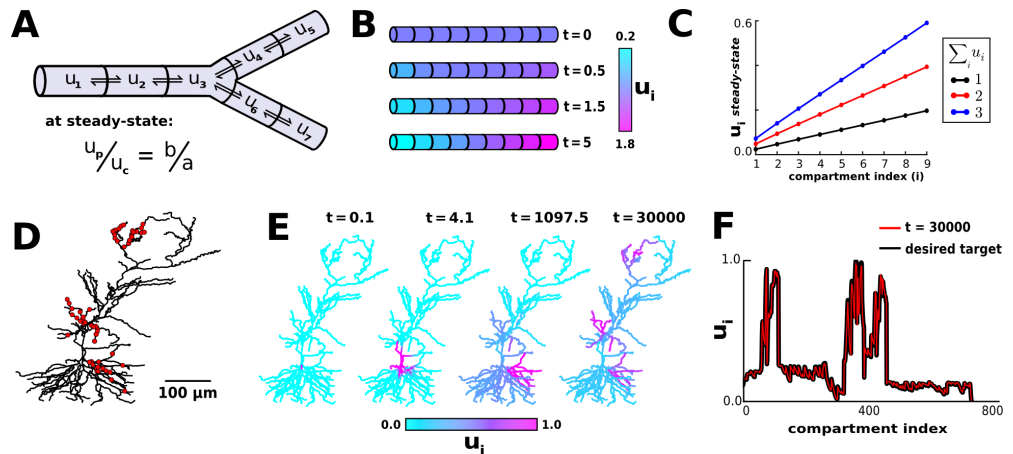 A
u₁ u₂ u₃ u₄ u₅ u₆ u₇
at steady-state:
uₚ/u꜀ = b/a
B
t = 0
t = 0.5
t = 1.5
t = 5
0.2
uᵢ
1.8
C
uᵢ steady-state
0.6
0.0
1 2 3 4 5 6 7 8 9
compartment index (i)
∑ᵢ uᵢ
1
2
3
D
100 μm
E
t = 0.1 t = 4.1 t = 1097.5 t = 30000
0.0 1.0
uᵢ
F
t = 30000
desired target
uᵢ
1.0
0.0
0 400 800
compartment index